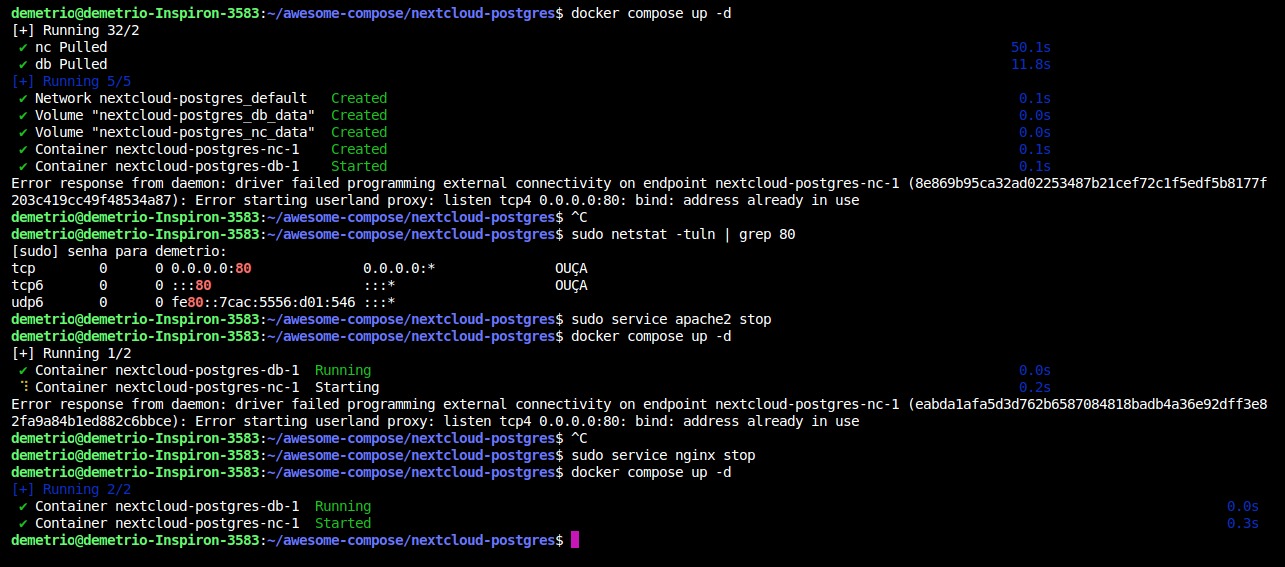 demetrio@demetrio-Inspiron-3583:~/awesome-compose/nextcloud-postgres$ docker compose up -d
[+] Running 32/2
✔ nc Pulled 50.1s
✔ db Pulled 11.8s
[+] Running 5/5
✔ Network nextcloud-postgres_default Created 0.1s
✔ Volume "nextcloud-postgres_db_data" Created 0.0s
✔ Volume "nextcloud-postgres_nc_data" Created 0.0s
✔ Container nextcloud-postgres-nc-1 Created 0.1s
✔ Container nextcloud-postgres-db-1 Started 0.1s
Error response from daemon: driver failed programming external connectivity on endpoint nextcloud-postgres-nc-1 (8e869b95ca32ad02253487b21cef72c1f5edf5b8177f
203c419cc49f48534a87): Error starting userland proxy: listen tcp4 0.0.0.0:80: bind: address already in use
demetrio@demetrio-Inspiron-3583:~/awesome-compose/nextcloud-postgres$ ^C
demetrio@demetrio-Inspiron-3583:~/awesome-compose/nextcloud-postgres$ sudo netstat -tuln | grep 80
[sudo] senha para demetrio:
tcp 0 0 0.0.0.0:80 0.0.0.0:* OUÇA
tcp6 0 0 :::80 :::* OUÇA
udp6 0 0 fe80::7cac:5556:d01:546 :::*
demetrio@demetrio-Inspiron-3583:~/awesome-compose/nextcloud-postgres$ sudo service apache2 stop
demetrio@demetrio-Inspiron-3583:~/awesome-compose/nextcloud-postgres$ docker compose up -d
[+] Running 1/2
✔ Container nextcloud-postgres-db-1 Running 0.0s
⠹ Container nextcloud-postgres-nc-1 Starting 0.2s
Error response from daemon: driver failed programming external connectivity on endpoint nextcloud-postgres-nc-1 (eabda1afa5d3d762b6587084818badb4a36e92dff3e8
2fa9a84b1ed882c6bbce): Error starting userland proxy: listen tcp4 0.0.0.0:80: bind: address already in use
demetrio@demetrio-Inspiron-3583:~/awesome-compose/nextcloud-postgres$ ^C
demetrio@demetrio-Inspiron-3583:~/awesome-compose/nextcloud-postgres$ sudo service nginx stop
demetrio@demetrio-Inspiron-3583:~/awesome-compose/nextcloud-postgres$ docker compose up -d
[+] Running 2/2
✔ Container nextcloud-postgres-db-1 Running 0.0s
✔ Container nextcloud-postgres-nc-1 Started 0.3s
demetrio@demetrio-Inspiron-3583:~/awesome-compose/nextcloud-postgres$